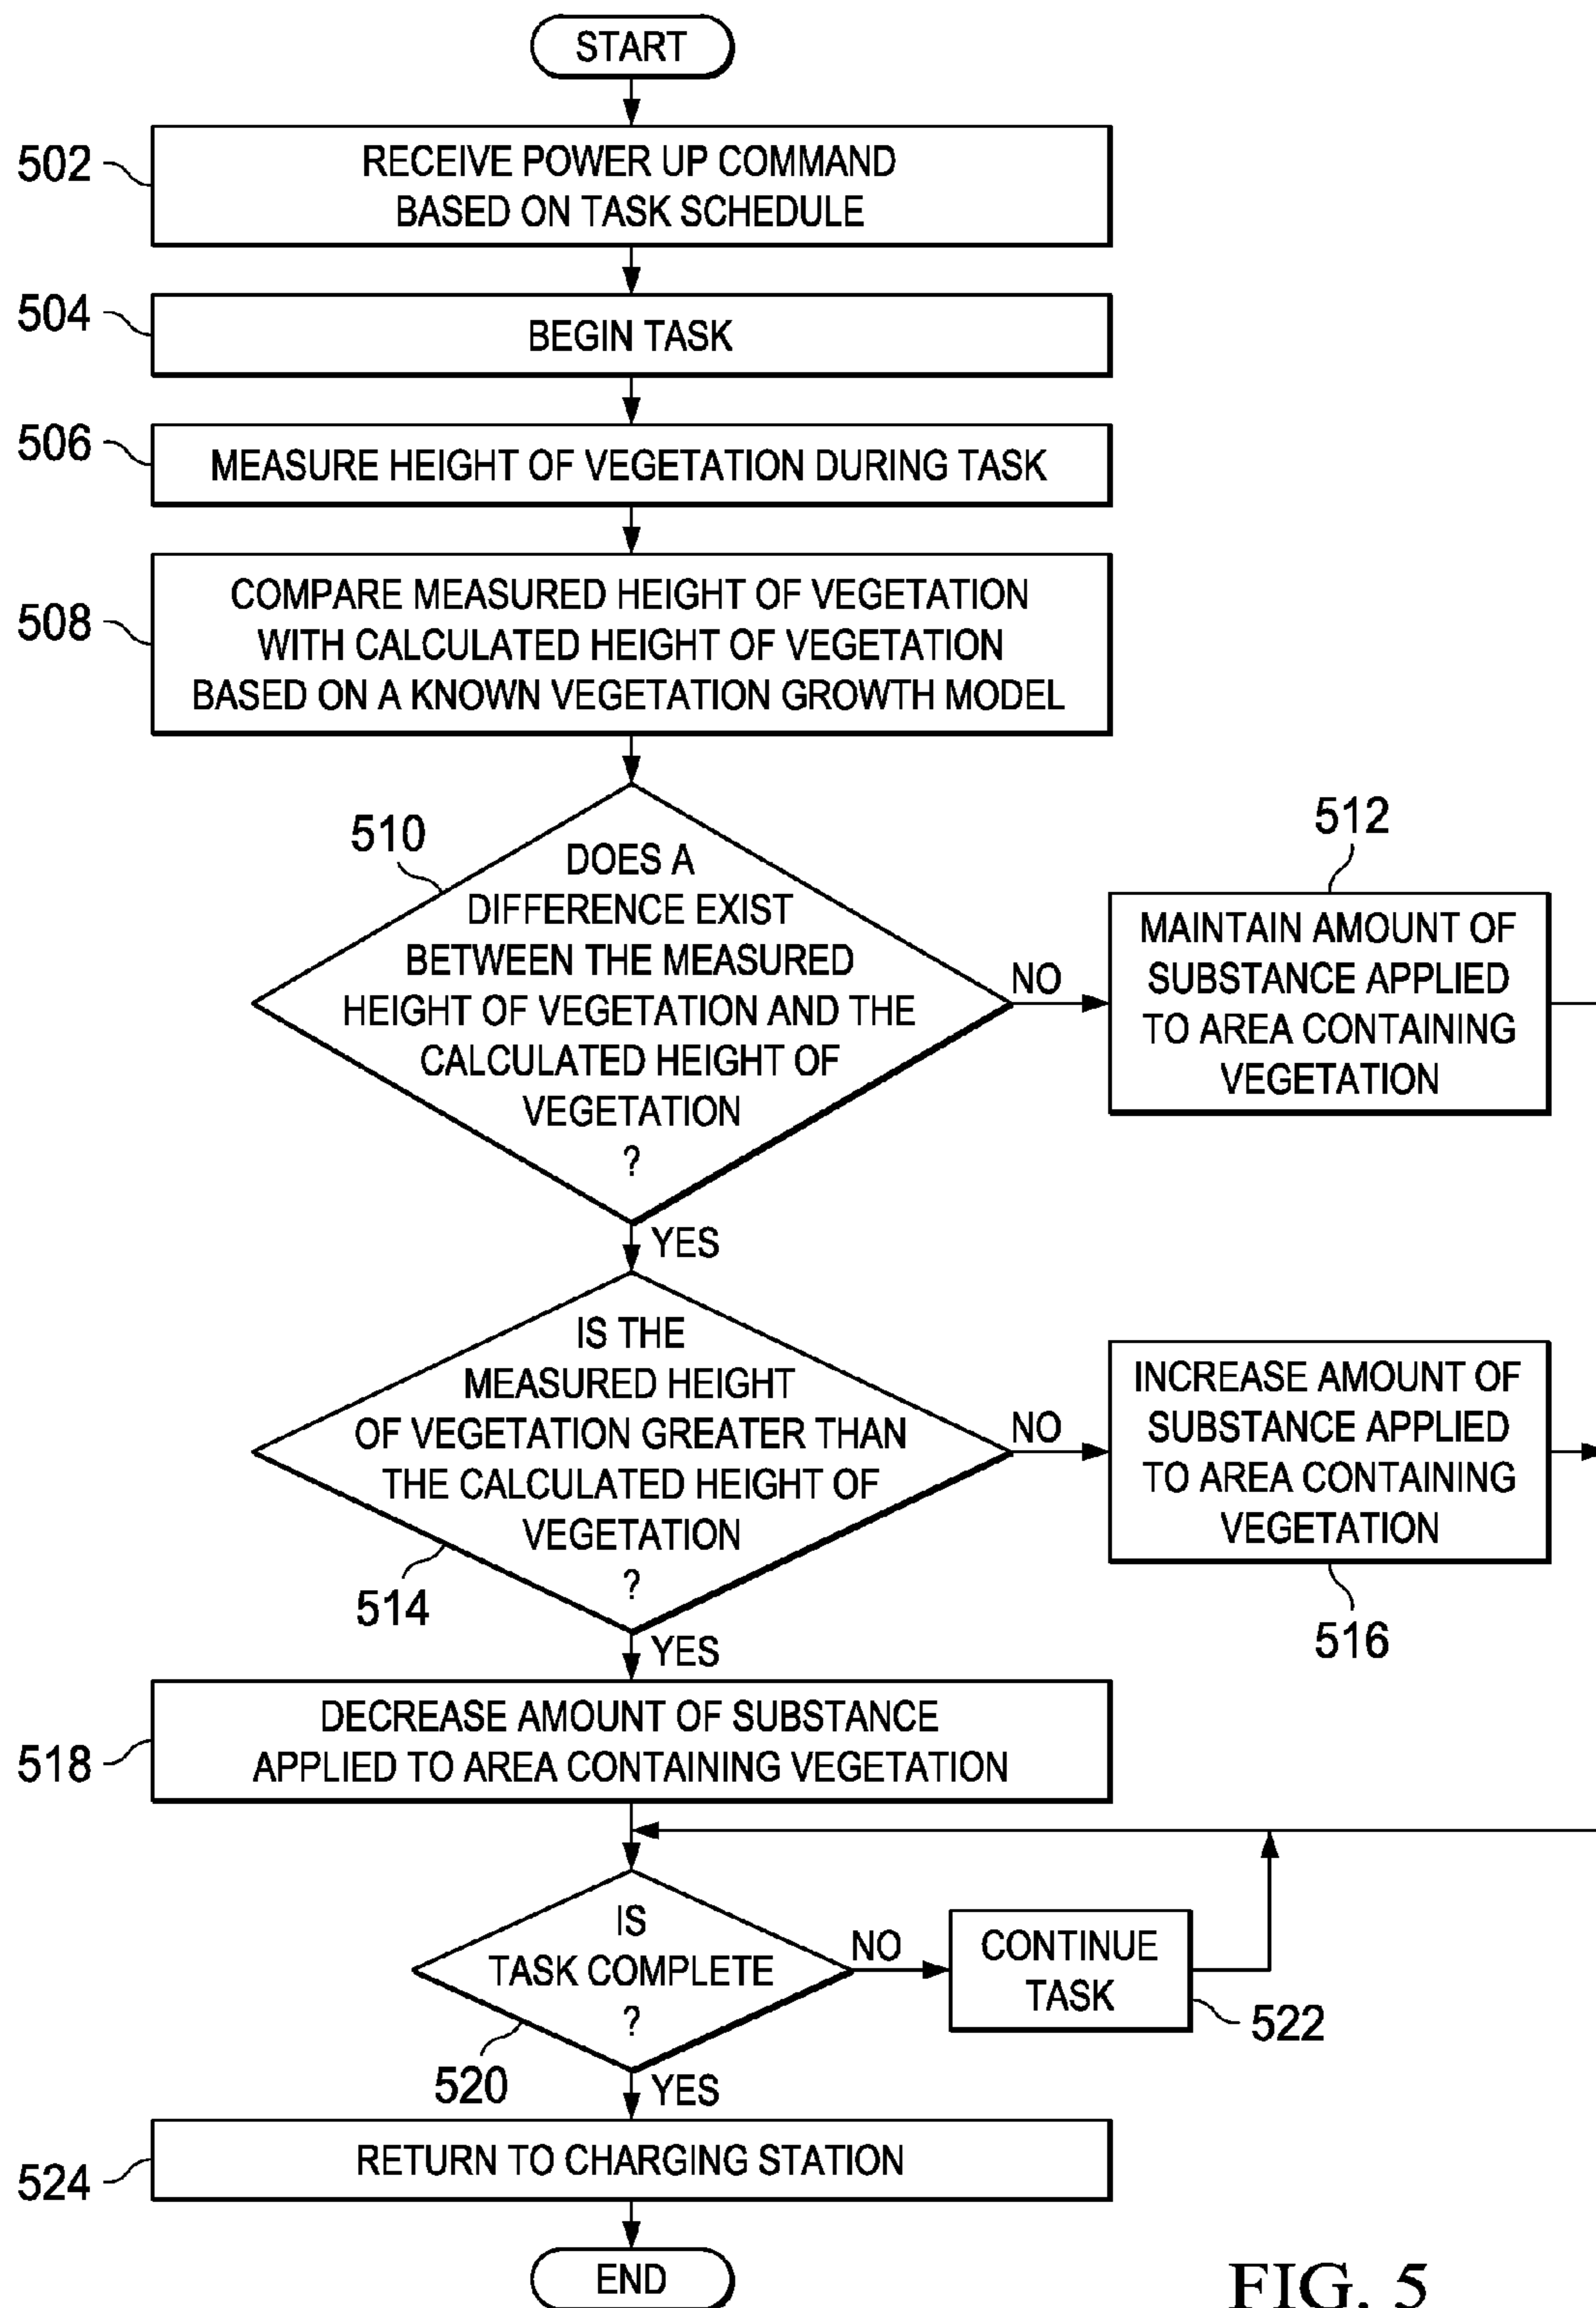 START
502
RECEIVE POWER UP COMMAND
BASED ON TASK SCHEDULE
504
BEGIN TASK
506
MEASURE HEIGHT OF VEGETATION DURING TASK
508
COMPARE MEASURED HEIGHT OF VEGETATION
WITH CALCULATED HEIGHT OF VEGETATION
BASED ON A KNOWN VEGETATION GROWTH MODEL
510
DOES A
DIFFERENCE EXIST
BETWEEN THE MEASURED
HEIGHT OF VEGETATION AND THE
CALCULATED HEIGHT OF
VEGETATION
?
NO
512
MAINTAIN AMOUNT OF
SUBSTANCE APPLIED
TO AREA CONTAINING
VEGETATION
YES
IS THE
MEASURED HEIGHT
OF VEGETATION GREATER THAN
THE CALCULATED HEIGHT OF
VEGETATION
?
514
NO
INCREASE AMOUNT OF
SUBSTANCE APPLIED
TO AREA CONTAINING
VEGETATION
516
YES
518
DECREASE AMOUNT OF SUBSTANCE
APPLIED TO AREA CONTAINING VEGETATION
IS
TASK COMPLETE
?
520
NO
CONTINUE
TASK
522
YES
524
RETURN TO CHARGING STATION
END
FIG. 5